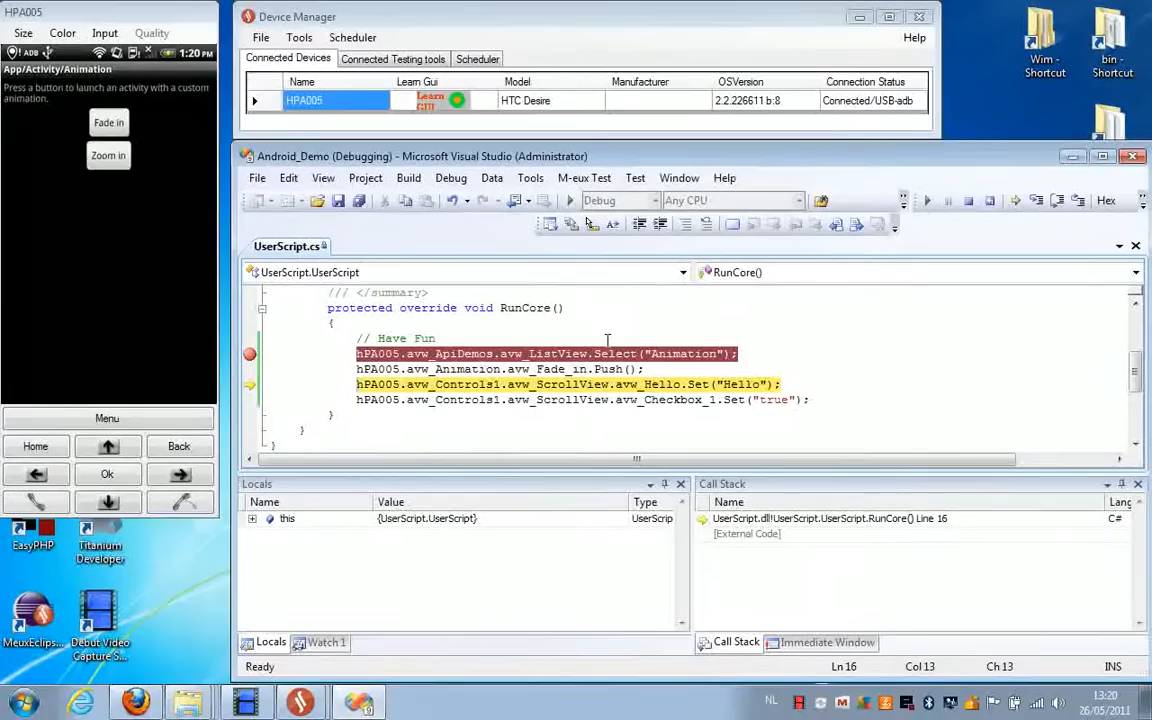 HPA005
Size Color Input Quality
ADB 1:20 PM
App/Activity/Animation
Press a button to launch an activity with a custom
animation.
Fade in
Zoom in
Menu
Home Back
Ok
Device Manager
File Tools Scheduler Help
Connected Devices Connected Testing tools Scheduler
Name Learn Gui Model Manufacturer OSVersion Connection Status
HPA005 Learn GUI HTC Desire 2.2.226611 b:8 Connected/USB-adb
Wim - Shortcut
bin - Shortcut
Android_Demo (Debugging) - Microsoft Visual Studio (Administrator)
File Edit View Project Build Debug Data Tools M-eux Test Test Window Help
Debug Any CPU Hex
UserScript.cs
UserScript.UserScript RunCore()
/// </summary>
protected override void RunCore()
{
// Have Fun
hPA005.avw_ApiDemos.avw_ListView.Select("Animation");
hPA005.avw_Animation.avw_Fade_in.Push();
hPA005.avw_Controls1.avw_ScrollView.avw_Hello.Set("Hello");
hPA005.avw_Controls1.avw_ScrollView.avw_Checkbox_1.Set("true");
}
}
}
Locals
Name Value Type
this {UserScript.UserScript} UserScrip
Locals Watch 1
Call Stack
Name Lang
UserScript.dll!UserScript.UserScript.RunCore() Line 16 C#
[External Code]
Call Stack Immediate Window
Ready Ln 16 Col 13 Ch 13 INS
EasyPHP
Titanium Developer
MeuxEclips...
Debut Video Capture S...
NL
13:20
26/05/2011